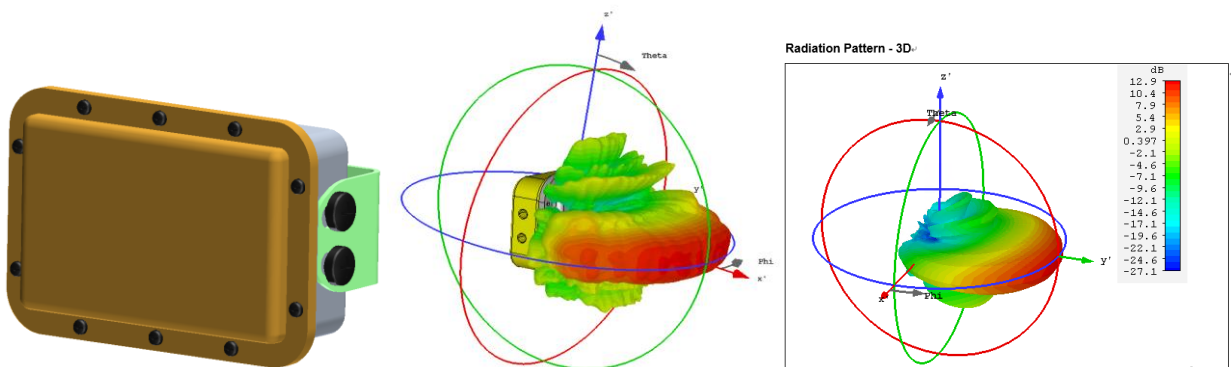 z'
Theta
y'
Phi
x'
Radiation Pattern - 3D
z'
Theta
y'
x
Phi
dB
12.9
10.4
7.9
5.4
2.9
0.397
-2.1
-4.6
-7.1
-9.6
-12.1
-14.6
-17.1
-19.6
-22.1
-24.6
-27.1